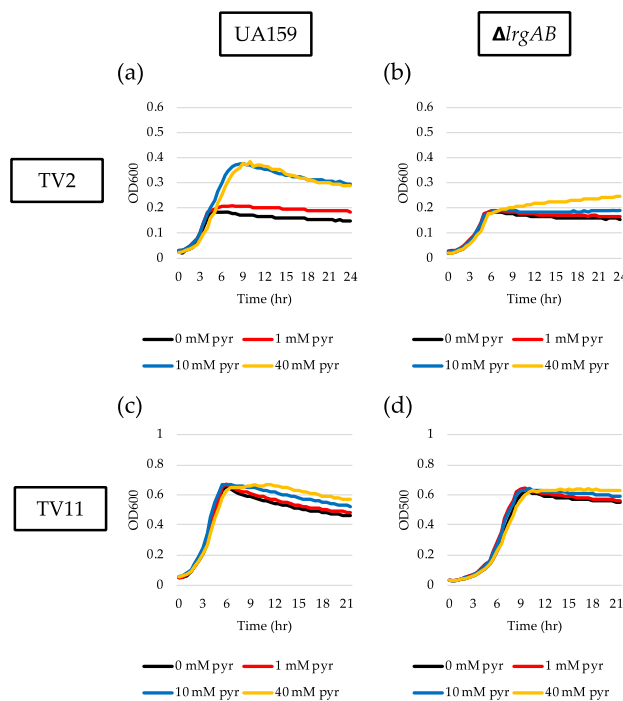 UA159
ΔlrgAB
(a)
(b)
TV2
0.6
0.5
0.4
0.3
0.2
0.1
0
OD600
0 3 6 9 12 15 18 21 24
Time (hr)
0 mM pyr
1 mM pyr
10 mM pyr
40 mM pyr
0.6
0.5
0.4
0.3
0.2
0.1
0
OD600
0 3 6 9 12 15 18 21 24
Time (hr)
0 mM pyr
1 mM pyr
10 mM pyr
40 mM pyr
(c)
(d)
TV11
1
0.8
0.6
0.4
0.2
0
OD600
0 3 6 9 12 15 18 21
Time (hr)
0 mM pyr
1 mM pyr
10 mM pyr
40 mM pyr
1
0.8
0.6
0.4
0.2
0
OD500
0 3 6 9 12 15 18 21
Time (hr)
0 mM pyr
1 mM pyr
10 mM pyr
40 mM pyr